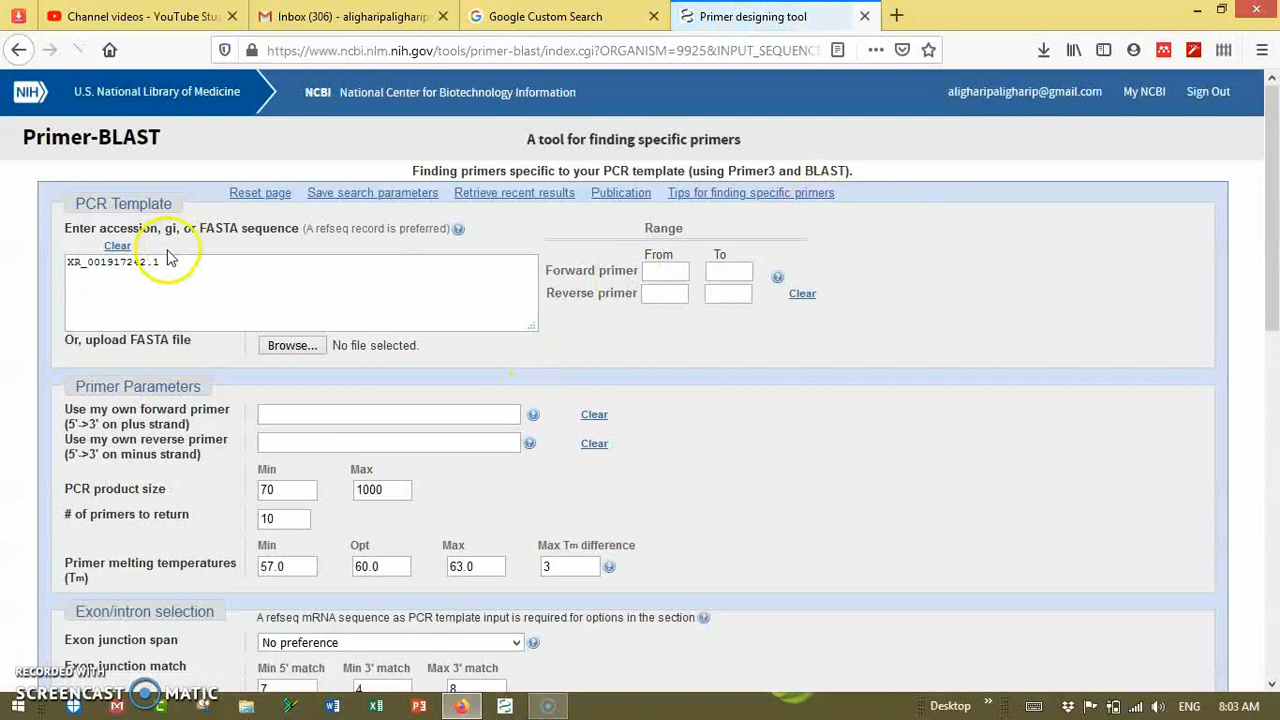 Channel videos - YouTube Stu
Inbox (306) - aligharipaligharip
Google Custom Search
Primer designing tool
https://www.ncbi.nlm.nih.gov/tools/primer-blast/index.cgi?ORGANISM=9925&INPUT_SEQUENC
NIH U.S. National Library of Medicine NCBI National Center for Biotechnology Information aligharipaligharip@gmail.com My NCBI Sign Out
Primer-BLAST A tool for finding specific primers
Finding primers specific to your PCR template (using Primer3 and BLAST).
Reset page Save search parameters Retrieve recent results Publication Tips for finding specific primers
PCR Template
Enter accession, gi, or FASTA sequence (A refseq record is preferred) Range
Clear
From To
XR_001917242.1
Forward primer
Reverse primer Clear
Or, upload FASTA file Browse... No file selected.
Primer Parameters
Use my own forward primer
(5'->3' on plus strand)
Clear
Use my own reverse primer
(5'->3' on minus strand)
Clear
Min Max
PCR product size 70 1000
# of primers to return 10
Min Opt Max Max Tm difference
Primer melting temperatures
(Tm)
57.0 60.0 63.0 3
Exon/intron selection A refseq mRNA sequence as PCR template input is required for options in the section
Exon junction span No preference
Exon junction match Min 5' match Min 3' match Max 3' match
7 4 8
RECORDED WITH
SCREENCAST MATIC
Desktop ENG 8:03 AM